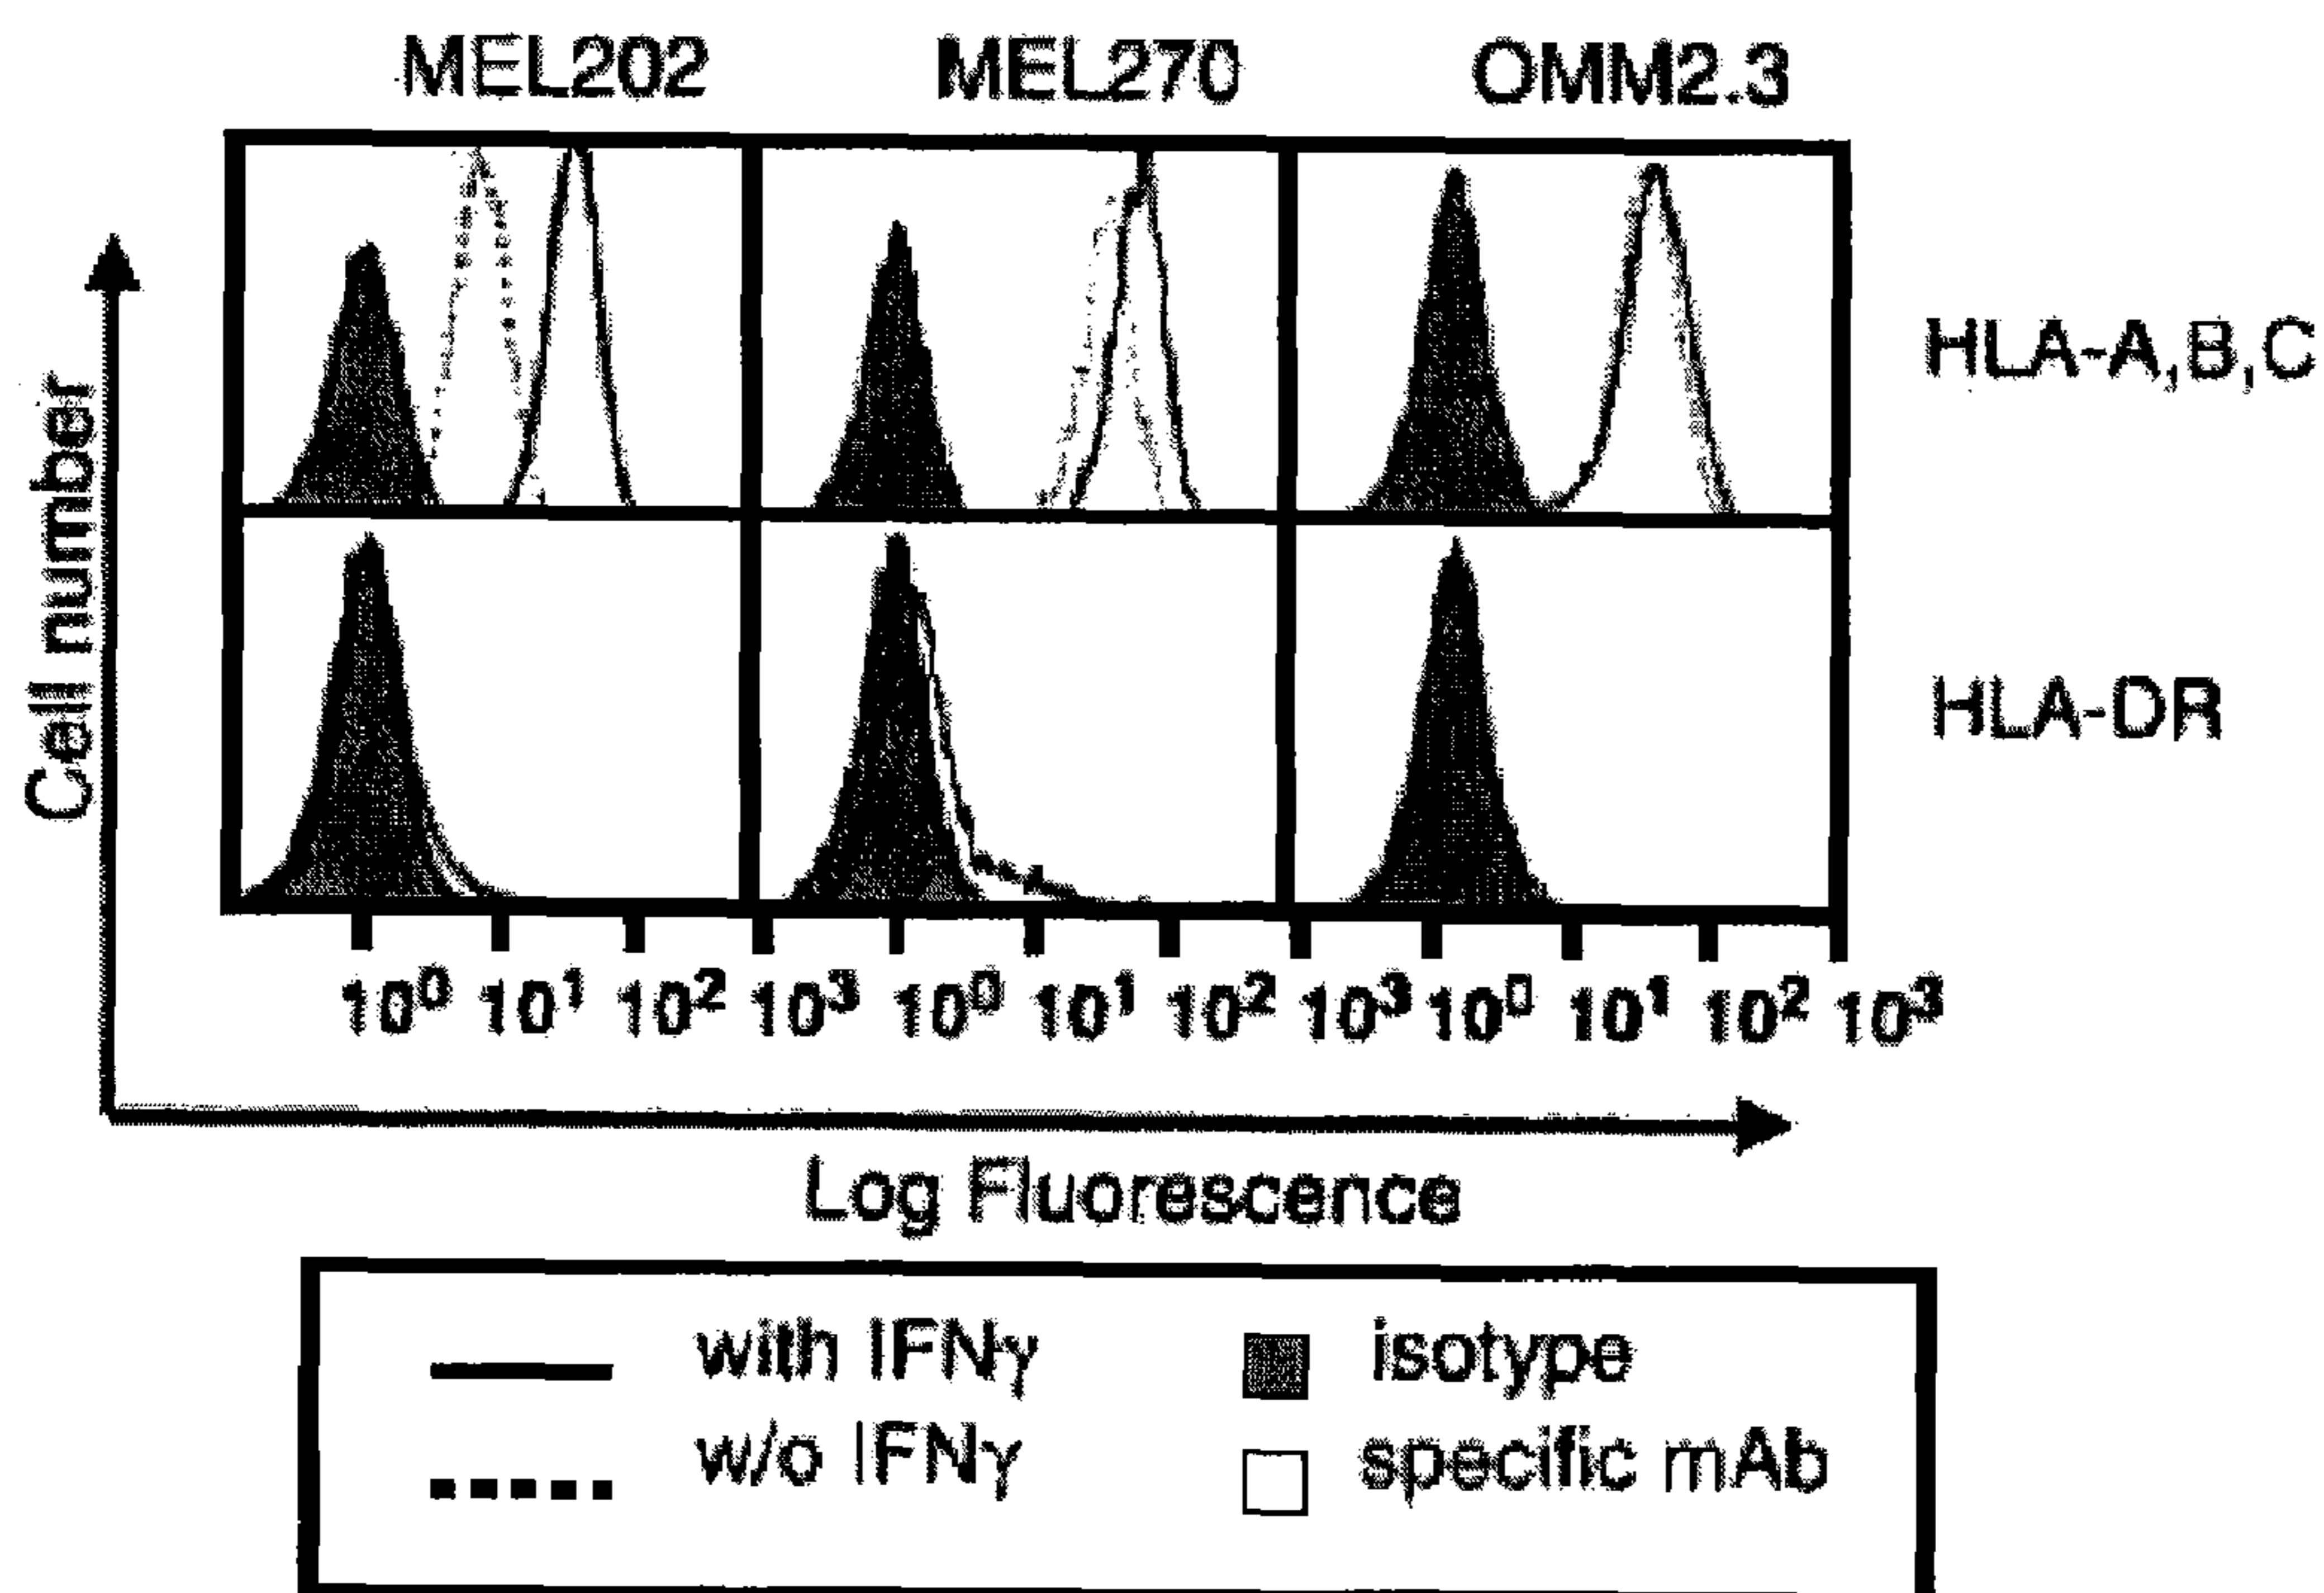 MEL202 MEL270 OMM2.3
HLA-A,B,C
HLA-DR
Cell number
10⁰ 10¹ 10² 10³ 10⁰ 10¹ 10² 10³ 10⁰ 10¹ 10² 10³
Log Fluorescence
with IFNγ isotype
w/o IFNγ specific mAb